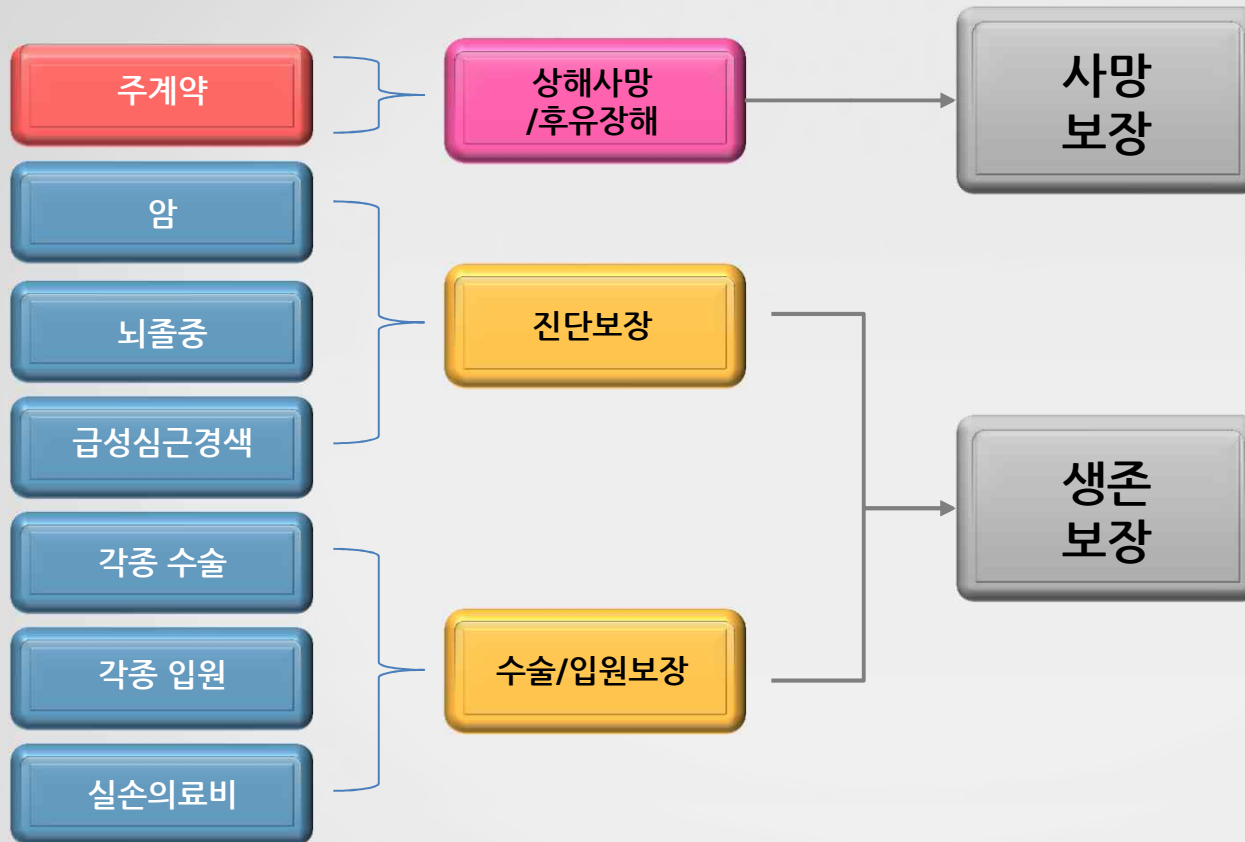 주계약
암
뇌졸중
급성심근경색
각종 수술
각종 입원
실손의료비
상해사망
/후유장해
진단보장
수술/입원보장
사망
보장
생존
보장